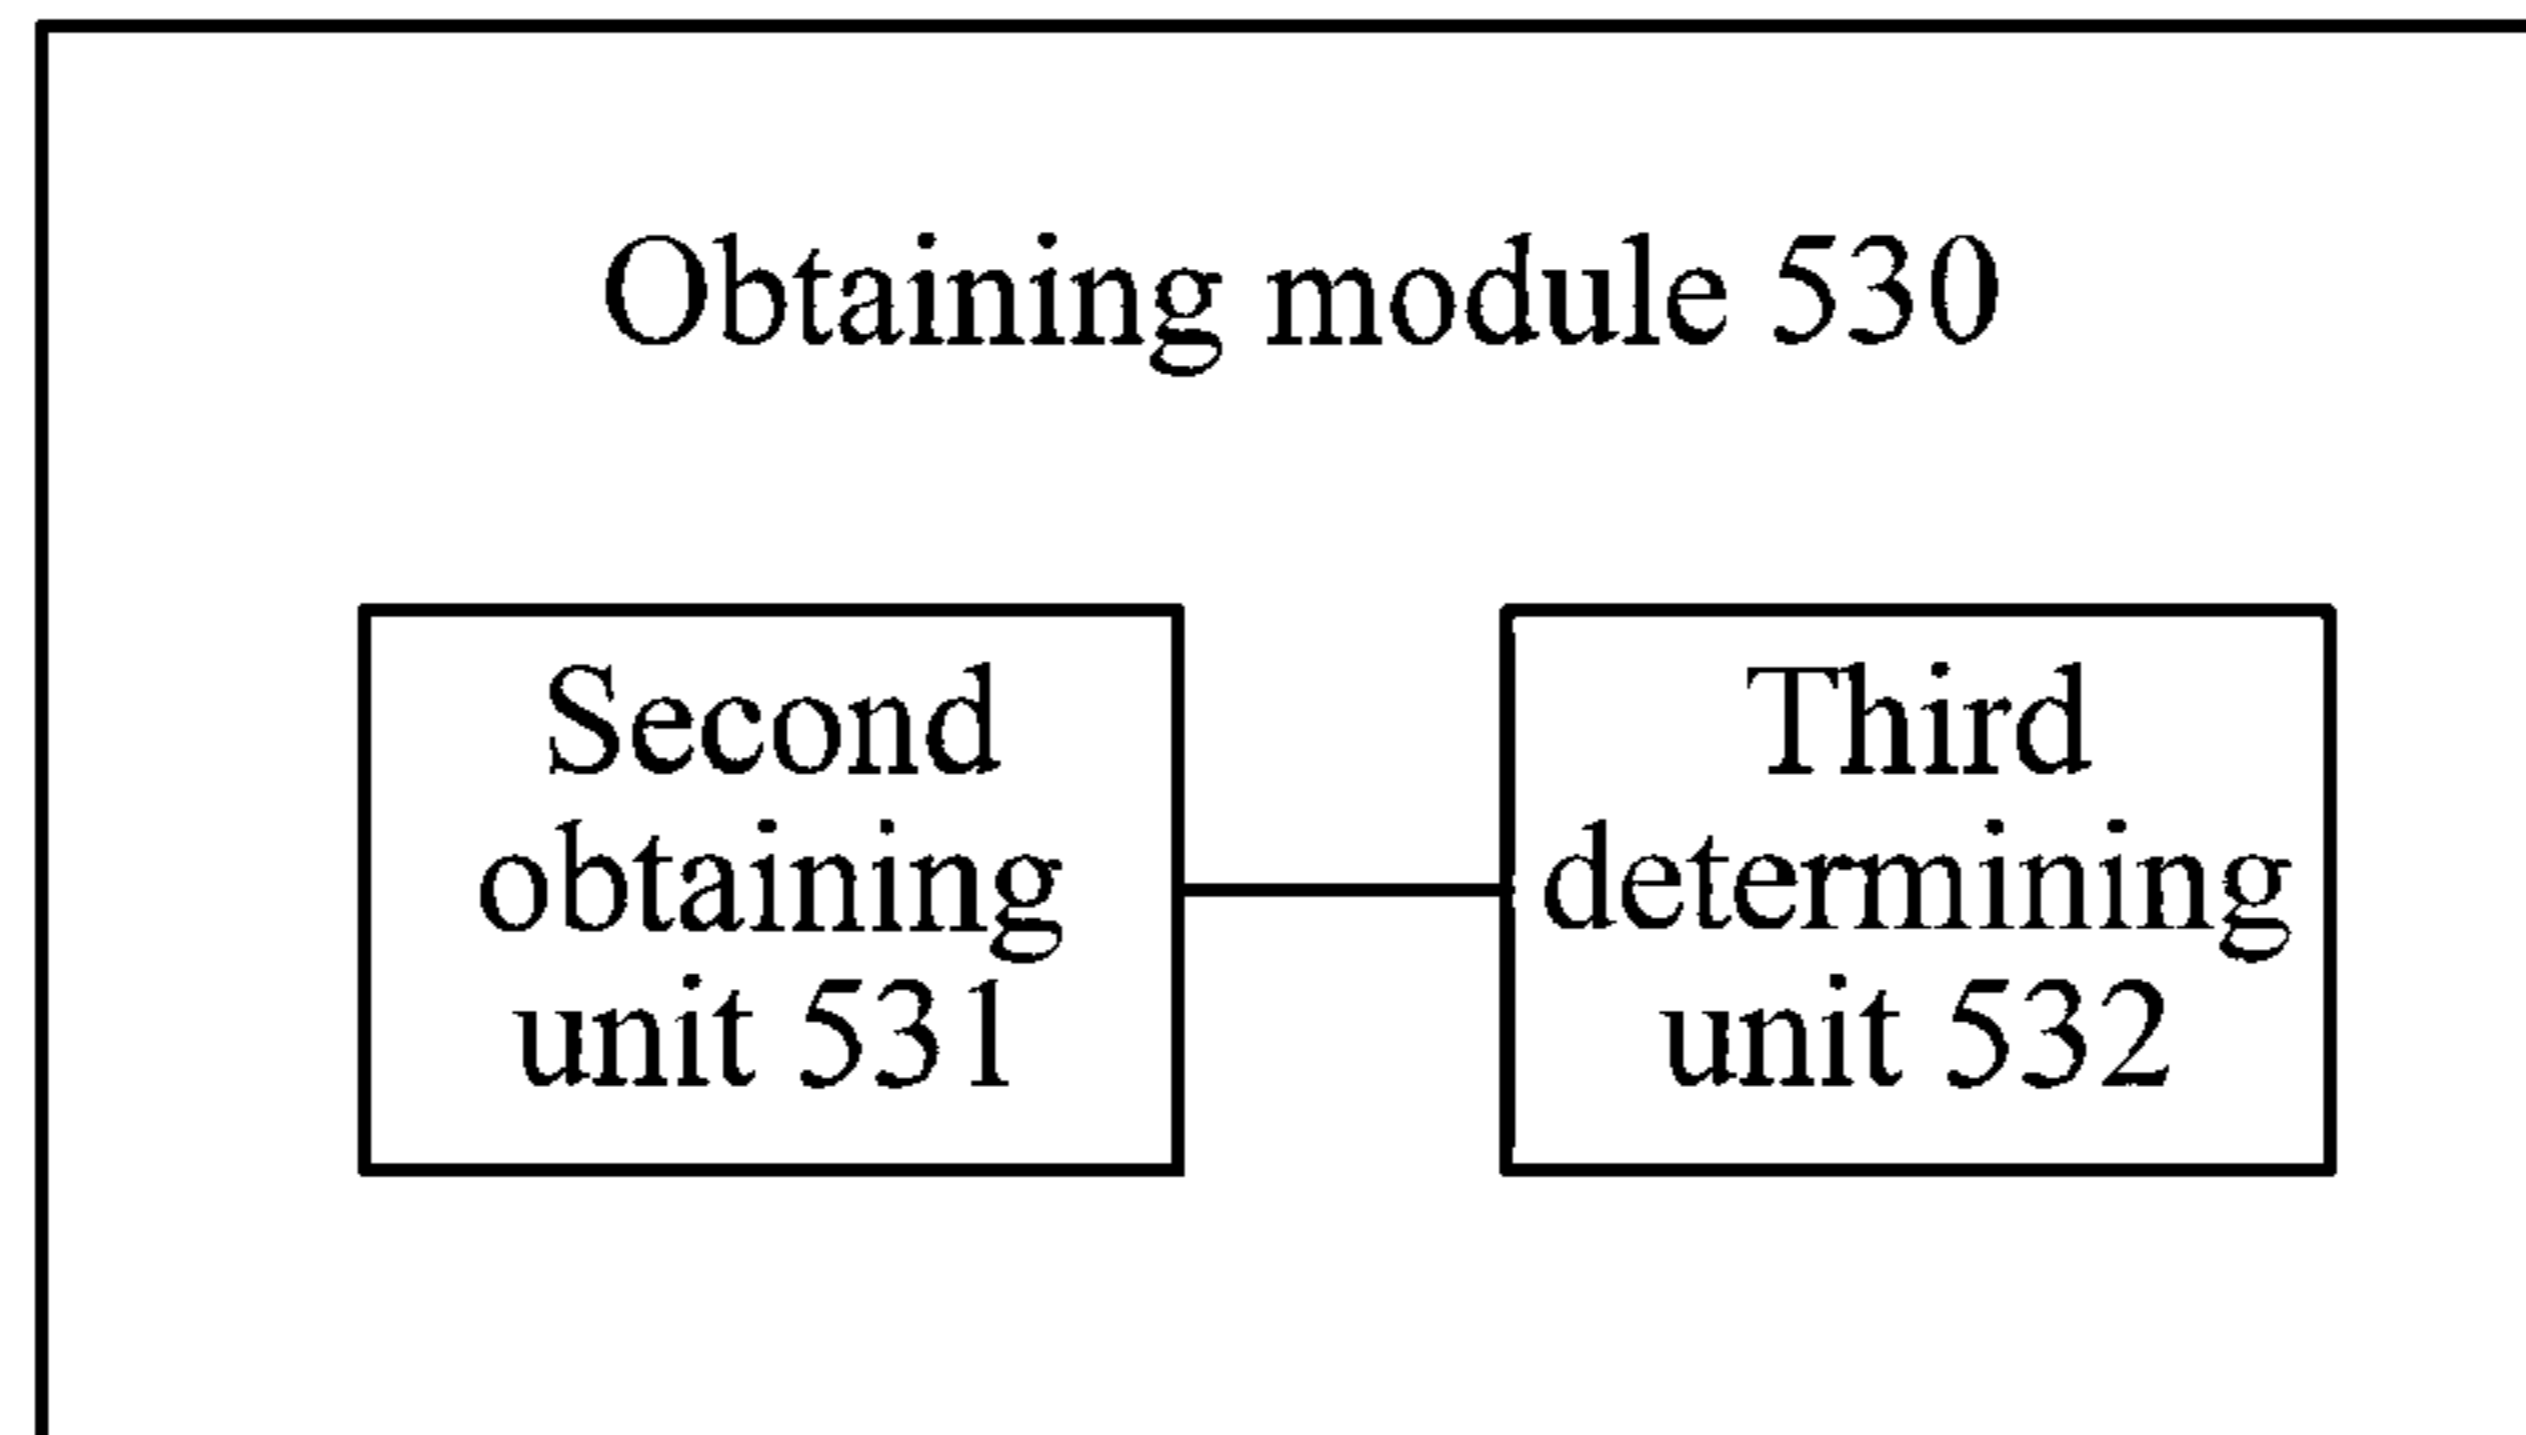 Obtaining module 530
Second
obtaining
unit 531
Third
determining
unit 532